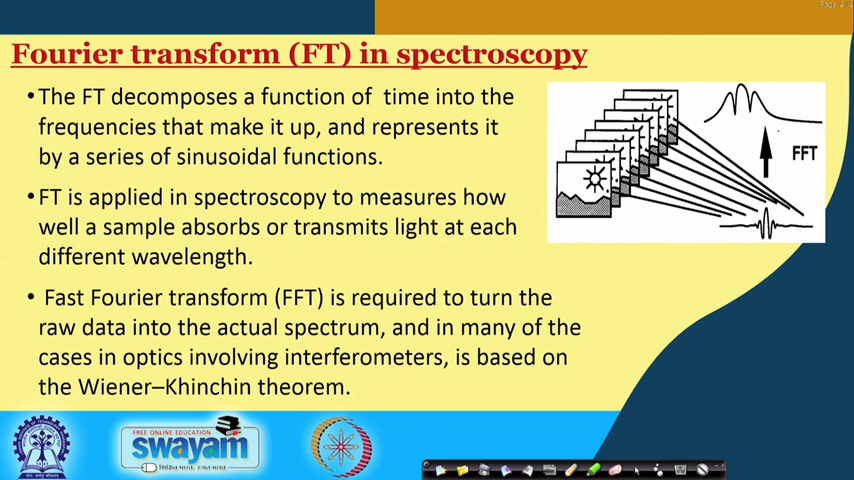 Fourier transform (FT) in spectroscopy
•The FT decomposes a function of time into the
frequencies that make it up, and represents it
by a series of sinusoidal functions.
•FT is applied in spectroscopy to measures how
well a sample absorbs or transmits light at each
different wavelength.
• Fast Fourier transform (FFT) is required to turn the
raw data into the actual spectrum, and in many of the
cases in optics involving interferometers, is based on
the Wiener–Khinchin theorem.
FFT
FREE ONLINE EDUCATION
swayam